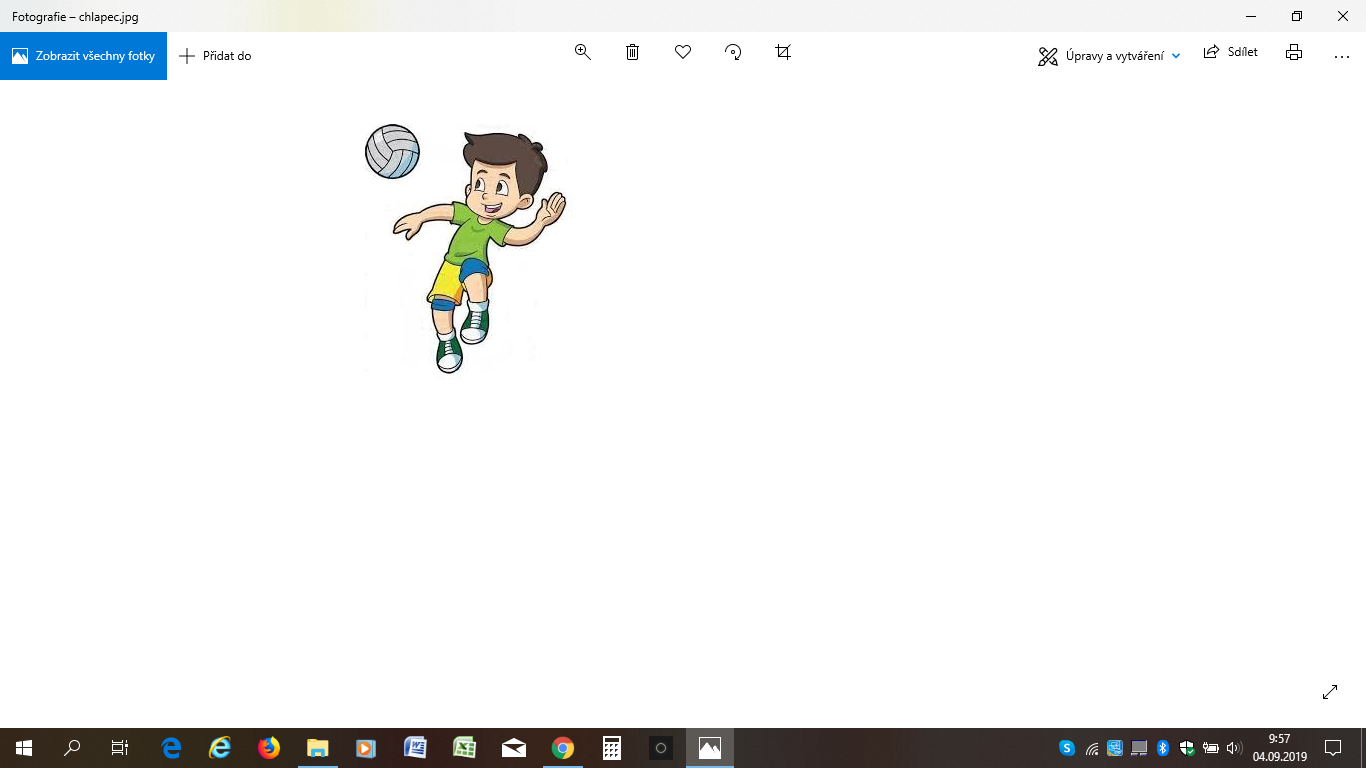 Fotografie – chlapec.jpg
Zobrazit všechny fotky
Přidat do
Úpravy a vytváření
Sdílet
9:57
04.09.2019